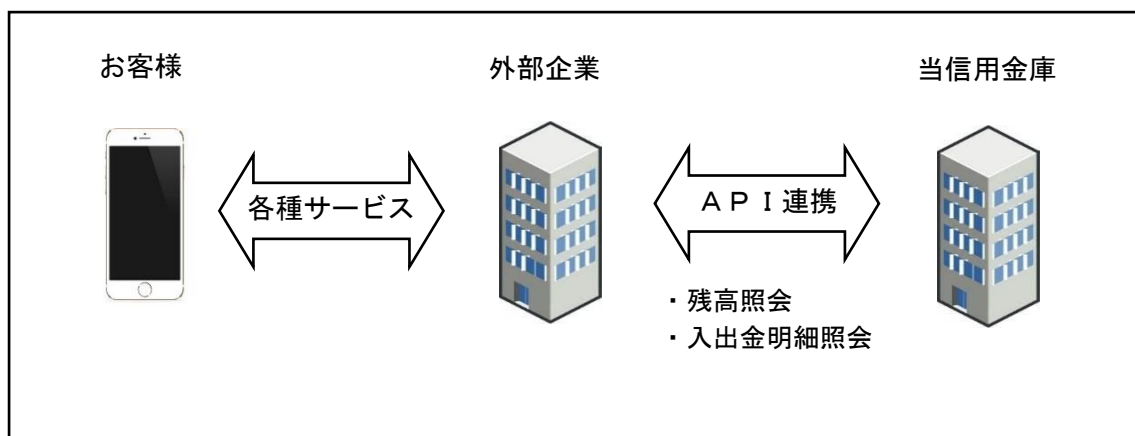 お客様
外部企業
当信用金庫
各種サービス
ＡＰＩ連携
・残高照会
・入出金明細照会